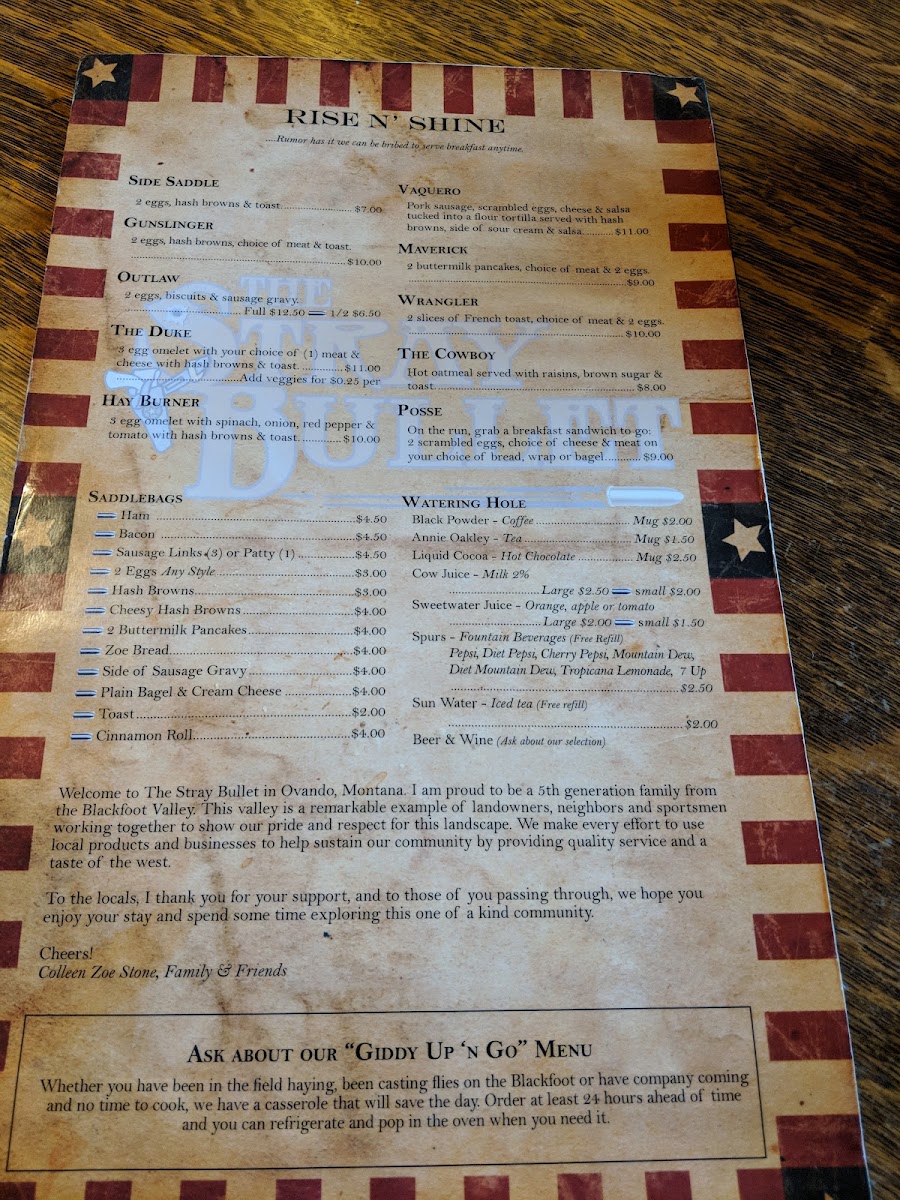 RISE N' SHINE
....Rumor has it we can be bribed to serve breakfast anytime.
SIDE SADDLE
2 eggs, hash browns & toast......................$7.00
GUNSLINGER
2 eggs, hash browns, choice of meat & toast.
..............................................................$10.00
OUTLAW
2 eggs, biscuits & sausage gravy.
................................. Full $12.50 1/2 $6.50
THE DUKE
3 egg omelet with your choice of (1) meat &
cheese with hash browns & toast. ............$11.00
.................................Add veggies for $0.25 per
HAY BURNER
3 egg omelet with spinach, onion, red pepper &
tomato with hash browns & toast. ............$10.00
VAQUERO
Pork sausage, scrambled eggs, cheese & salsa
tucked into a flour tortilla served with hash
browns, side of sour cream & salsa..........$11.00
MAVERICK
2 buttermilk pancakes, choice of meat & 2 eggs.
..............................................................$9.00
WRANGLER
2 slices of French toast, choice of meat & 2 eggs.
..............................................................$10.00
THE COWBOY
Hot oatmeal served with raisins, brown sugar &
toast..............................................................$8.00
POSSE
On the run, grab a breakfast sandwich to go:
2 scrambled eggs, choice of cheese & meat on
your choice of bread, wrap or bagel........... $9.00
THE
STRAY
BULLET
SADDLEBAGS
Ham ..........................................................$4.50
Bacon ........................................................$4.50
Sausage Links (3) or Patty (1) ................$4.50
2 Eggs Any Style ......................................$3.00
Hash Browns.............................................$3.00
Cheesy Hash Browns................................$4.00
2 Buttermilk Pancakes..............................$4.00
Zoe Bread..................................................$4.00
Side of Sausage Gravy..............................$4.00
Plain Bagel & Cream Cheese ..................$4.00
Toast..........................................................$2.00
Cinnamon Roll..........................................$4.00
WATERING HOLE
Black Powder - Coffee .......................... Mug $2.00
Annie Oakley - Tea .............................. Mug $1.50
Liquid Cocoa - Hot Chocolate ................ Mug $2.50
Cow Juice - Milk 2%
.......................... Large $2.50 small $2.00
Sweetwater Juice - Orange, apple or tomato
.......................... Large $2.00 small $1.50
Spurs - Fountain Beverages (Free Refill)
Pepsi, Diet Pepsi, Cherry Pepsi, Mountain Dew,
Diet Mountain Dew, Tropicana Lemonade, 7 Up
..............................................................$2.50
Sun Water - Iced tea (Free refill)
..............................................................$2.00
Beer & Wine (Ask about our selection)
Welcome to The Stray Bullet in Ovando, Montana. I am proud to be a 5th generation family from
the Blackfoot Valley. This valley is a remarkable example of landowners, neighbors and sportsmen
working together to show our pride and respect for this landscape. We make every effort to use
local products and businesses to help sustain our community by providing quality service and a
taste of the west.
To the locals, I thank you for your support, and to those of you passing through, we hope you
enjoy your stay and spend some time exploring this one of a kind community.
Cheers!
Colleen Zoe Stone, Family & Friends
ASK ABOUT OUR "GIDDY UP 'N GO" MENU
Whether you have been in the field haying, been casting flies on the Blackfoot or have company coming
and no time to cook, we have a casserole that will save the day. Order at least 24 hours ahead of time
and you can refrigerate and pop in the oven when you need it.